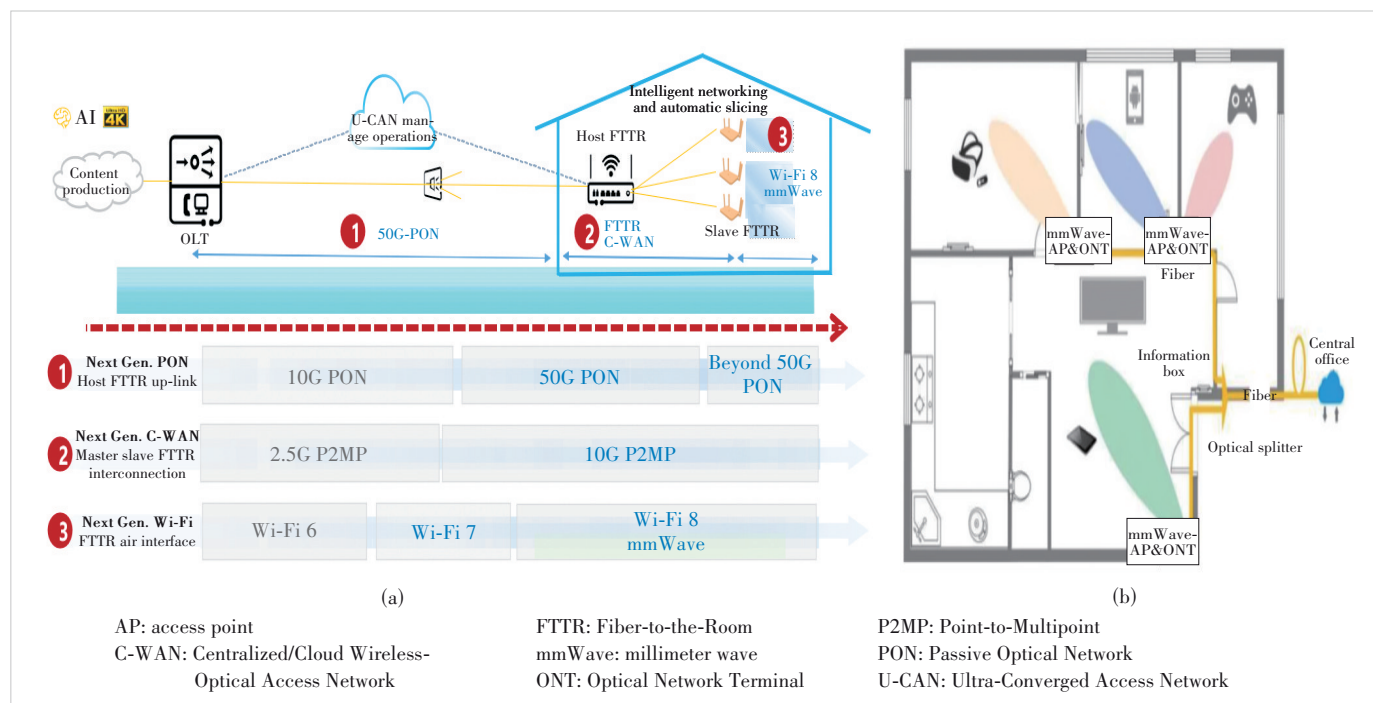 AI
Ultra HD
4K
Content
production
OLT
U-CAN man-
age operations
Intelligent networking
and automatic slicing
Host FTTR
3
Wi-Fi 8
mmWave
Slave FTTR
1 50G-PON
2 FTTR
C-WAN
1 Next Gen. PON
Host FTTR up-link
10G PON
50G PON
Beyond 50G
PON
2 Next Gen. C-WAN
Master slave FTTR
interconnection
2.5G P2MP
10G P2MP
3 Next Gen. Wi-Fi
FTTR air interface
Wi-Fi 6
Wi-Fi 7
Wi-Fi 8
mmWave
(a)
mmWave-
AP&ONT
mmWave-
AP&ONT
Fiber
Information
box
Central
office
Fiber
Optical splitter
mmWave-
AP&ONT
(b)
AP: access point
C-WAN: Centralized/Cloud Wireless-
Optical Access Network
FTTR: Fiber-to-the-Room
mmWave: millimeter wave
ONT: Optical Network Terminal
P2MP: Point-to-Multipoint
PON: Passive Optical Network
U-CAN: Ultra-Converged Access Network